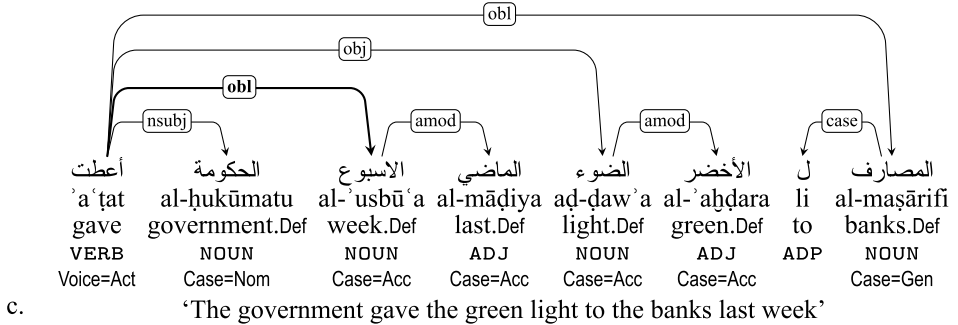 obl
obj
obl
nsubj amod amod case
أعطت الحكومة الاسبوع الماضي الضوء الأخضر ل المصارف
ʾaʿṭat al-ḥukūmatu al-ʾusbūʿa al-māḍiya aḍ-ḍawʾa al-ʾaḫḍara li al-maṣārifi
gave government.Def week.Def last.Def light.Def green.Def to banks.Def
VERB NOUN NOUN ADJ NOUN ADJ ADP NOUN
Voice=Act Case=Nom Case=Acc Case=Acc Case=Acc Case=Acc Case=Gen
c. ‘The government gave the green light to the banks last week’